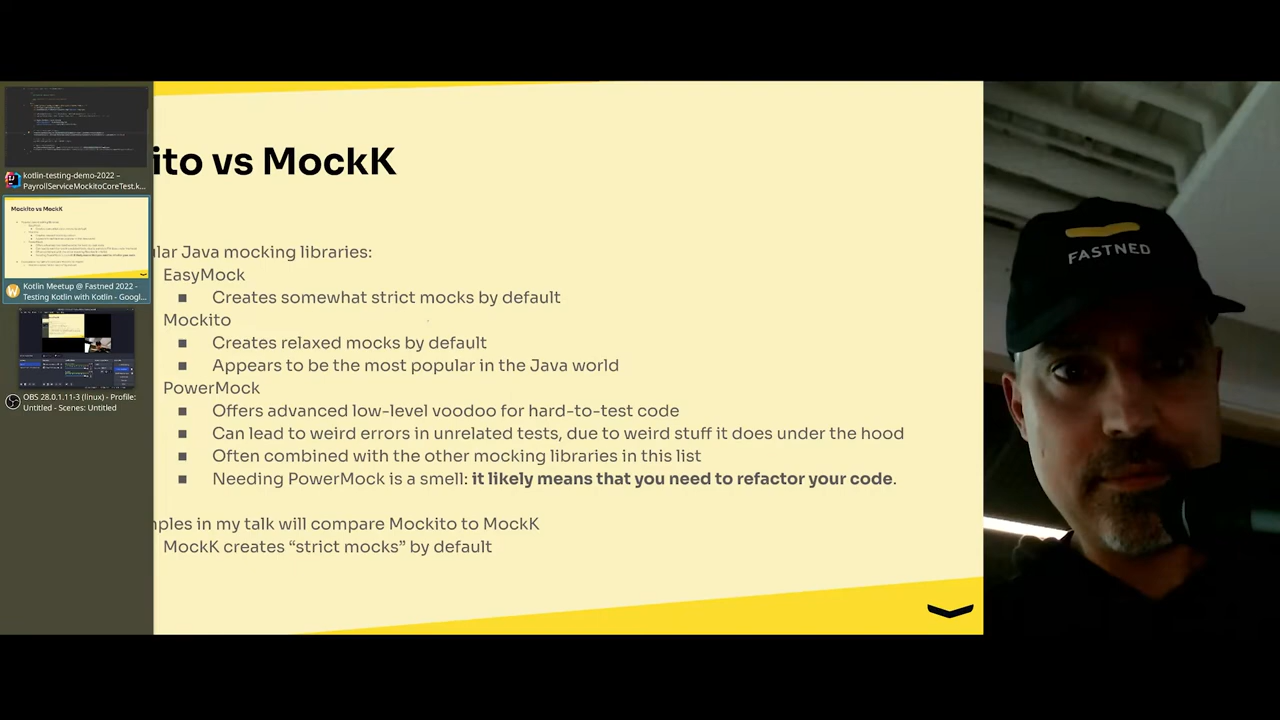 kotlin-testing-demo-2022 –
PayrollServiceMockitoCoreTest.k...
Mockito vs MockK
Kotlin Meetup @ Fastned 2022 -
Testing Kotlin with Kotlin - Googl...
OBS 28.0.1.11-3 (linux) - Profile:
Untitled - Scenes: Untitled
ito vs MockK
ular Java mocking libraries:
EasyMock
■ Creates somewhat strict mocks by default
Mockito
■ Creates relaxed mocks by default
■ Appears to be the most popular in the Java world
PowerMock
■ Offers advanced low-level voodoo for hard-to-test code
■ Can lead to weird errors in unrelated tests, due to weird stuff it does under the hood
■ Often combined with the other mocking libraries in this list
■ Needing PowerMock is a smell: it likely means that you need to refactor your code.
mples in my talk will compare Mockito to MockK
MockK creates “strict mocks” by default
FASTNED